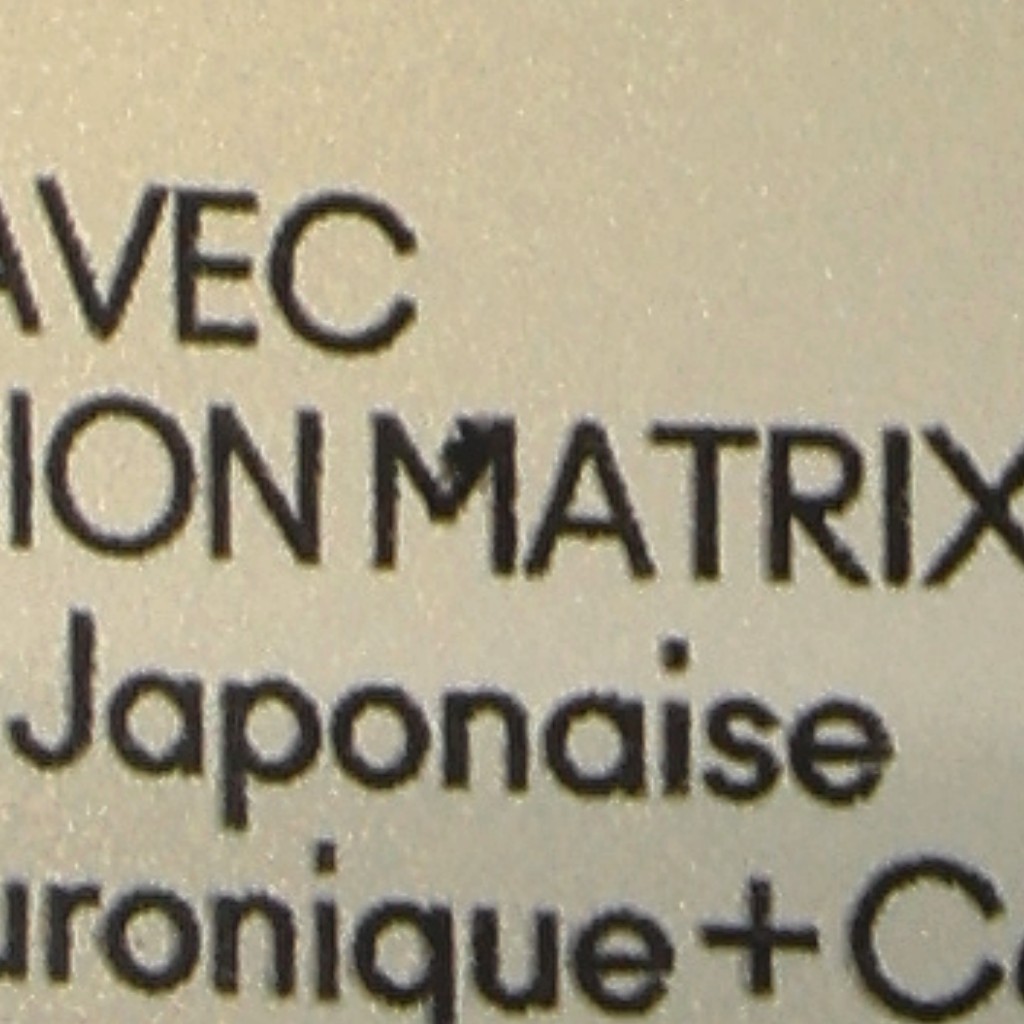 AVEC
ION MATRIX
Japonaise
uronique + C